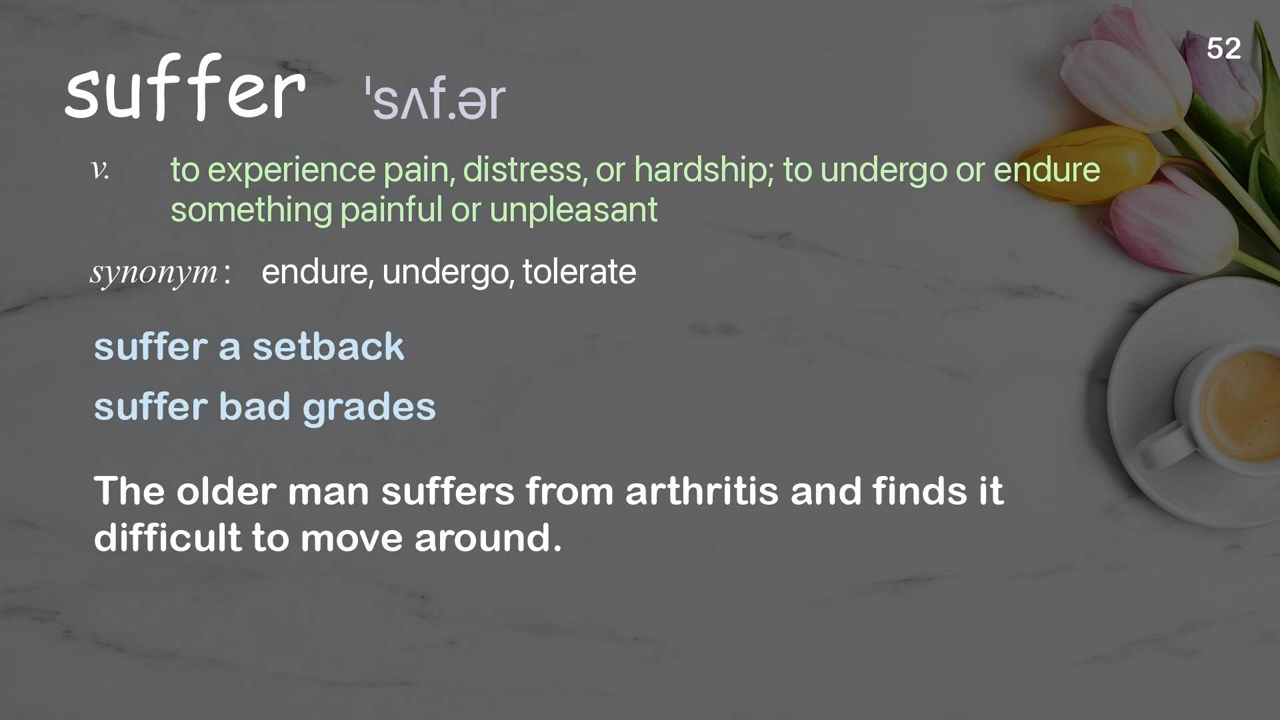 52
suffer ˈsʌf.ər
v. to experience pain, distress, or hardship; to undergo or endure
something painful or unpleasant
synonym : endure, undergo, tolerate
suffer a setback
suffer bad grades
The older man suffers from arthritis and finds it
difficult to move around.